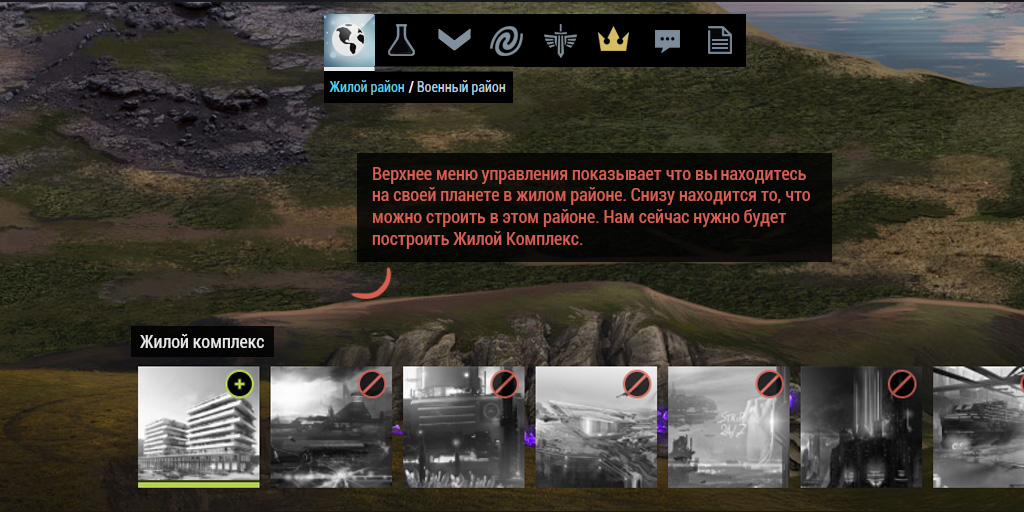 Жилой район / Военный район
Верхнее меню управления показывает что вы находитесь
на своей планете в жилом районе. Снизу находится то, что
можно строить в этом районе. Нам сейчас нужно будет
построить Жилой Комплекс.
Жилой комплекс